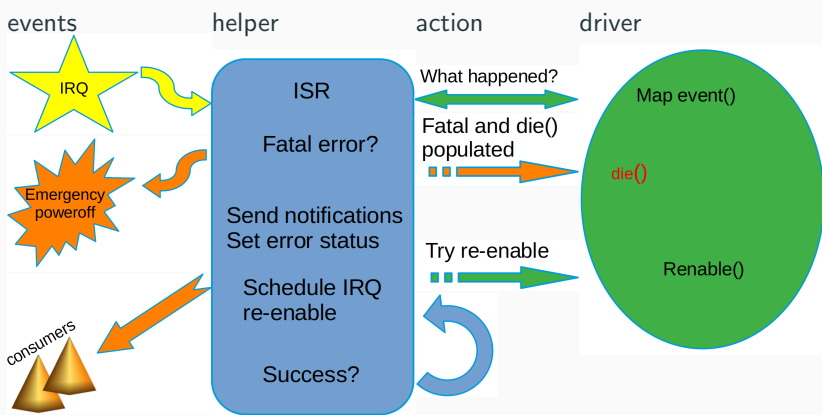 events
helper
action
driver
IRQ
ISR
What happened?
Map event()
Fatal error?
Fatal and die()
populated
die()
Emergency
poweroff
Send notifications
Set error status
Try re-enable
Renable()
Schedule IRQ
re-enable
consumers
Success?